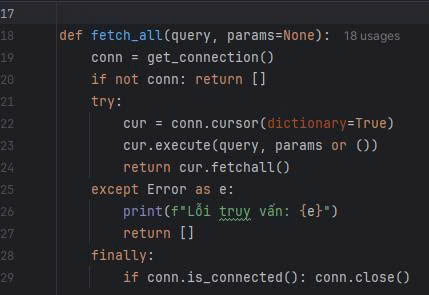 17
18 def fetch_all(query, params=None): 18 usages
19     conn = get_connection()
20     if not conn: return []
21     try:
22         cur = conn.cursor(dictionary=True)
23         cur.execute(query, params or ())
24         return cur.fetchall()
25     except Error as e:
26         print(f"Lỗi truy vấn: {e}")
27         return []
28     finally:
29         if conn.is_connected(): conn.close()